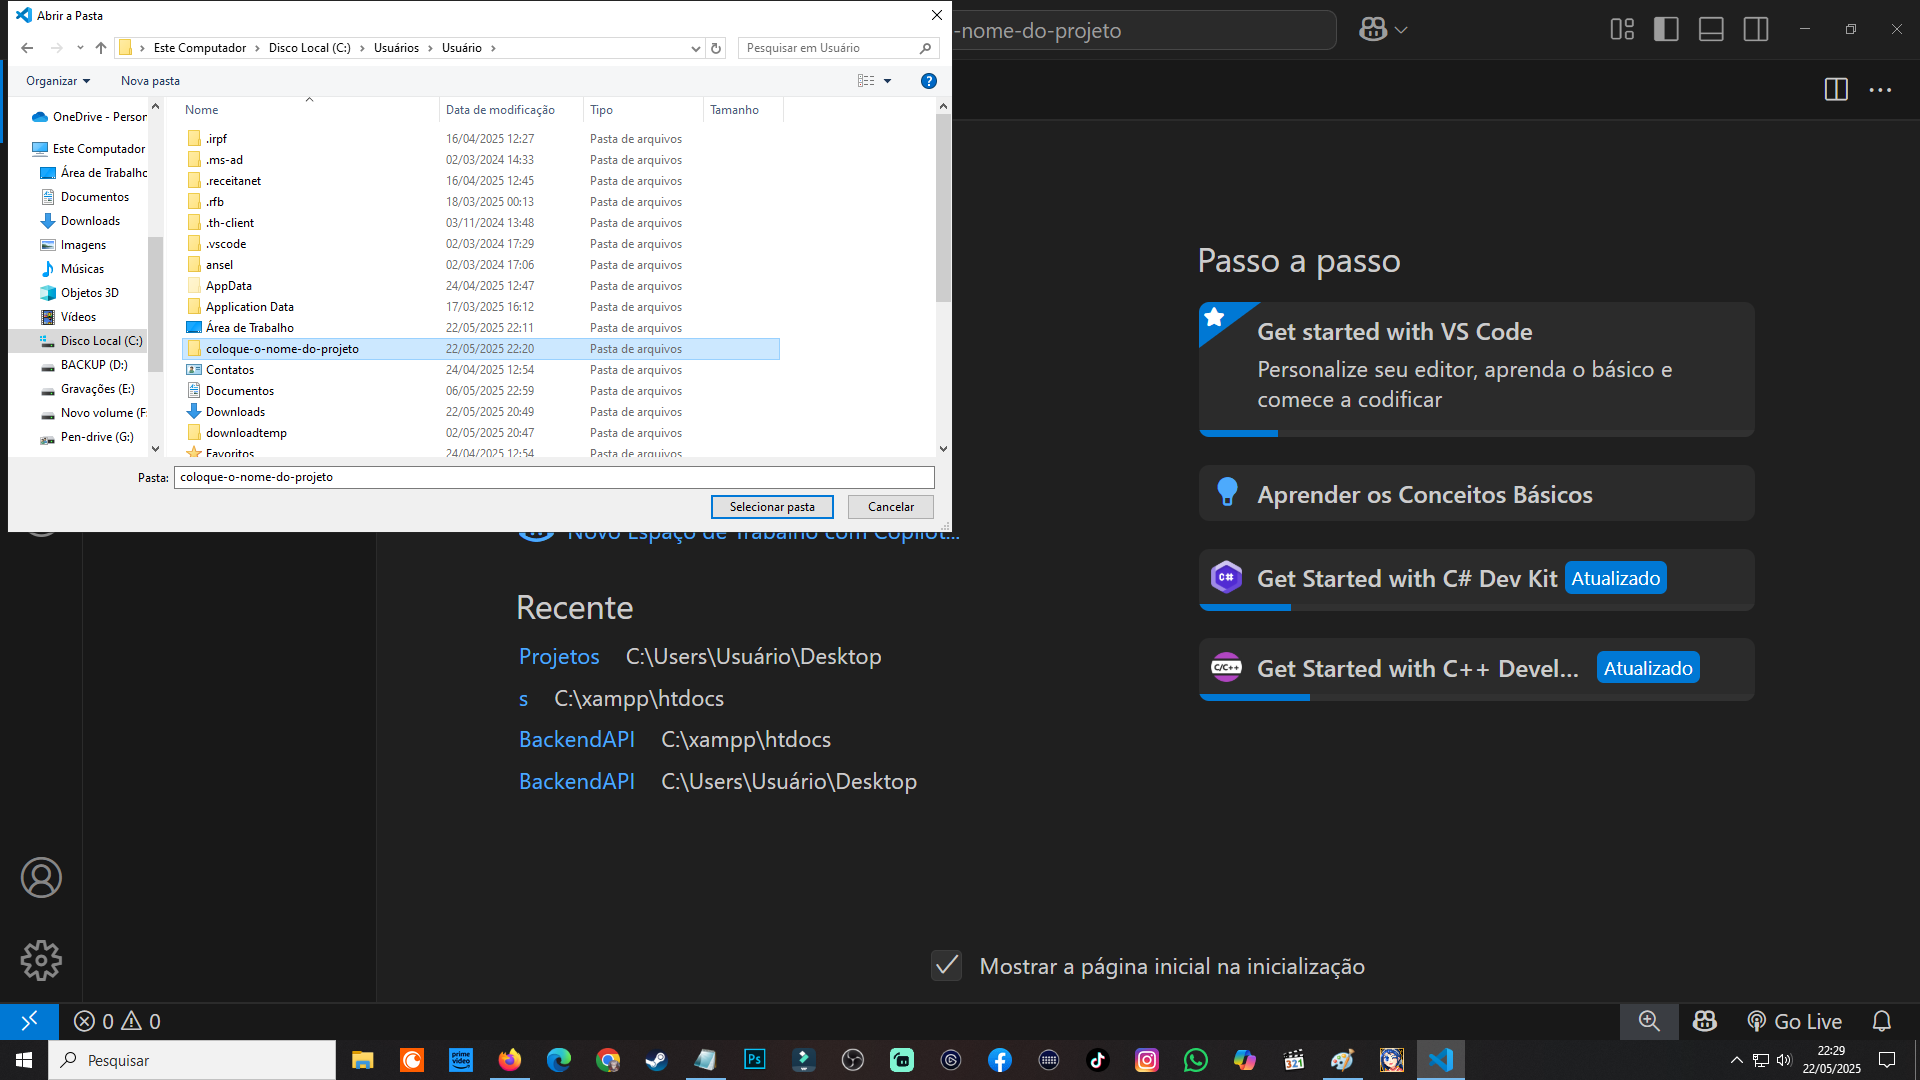 Abrir a Pasta
-nome-do-projeto
Este Computador
Disco Local (C:)
Usuários
Usuário
Pesquisar em Usuário
Organizar
Nova pasta
Nome
Data de modificação
Tipo
Tamanho
OneDrive - Person
Este Computador
Área de Trabalho
Documentos
Downloads
Imagens
Músicas
Objetos 3D
Vídeos
Disco Local (C:)
BACKUP (D:)
Gravações (E:)
Novo volume (F:
Pen-drive (G:)
.irpf 16/04/2025 12:27 Pasta de arquivos
.ms-ad 02/03/2024 14:33 Pasta de arquivos
.receitanet 16/04/2025 12:45 Pasta de arquivos
.rfb 18/03/2025 00:13 Pasta de arquivos
.th-client 03/11/2024 13:48 Pasta de arquivos
.vscode 02/03/2024 17:29 Pasta de arquivos
ansel 02/03/2024 17:06 Pasta de arquivos
AppData 24/04/2025 12:47 Pasta de arquivos
Application Data 17/03/2025 16:12 Pasta de arquivos
Área de Trabalho 22/05/2025 22:11 Pasta de arquivos
coloque-o-nome-do-projeto 22/05/2025 22:20 Pasta de arquivos
Contatos 24/04/2025 12:54 Pasta de arquivos
Documentos 06/05/2025 22:59 Pasta de arquivos
Downloads 22/05/2025 20:49 Pasta de arquivos
downloadtemp 02/05/2025 20:47 Pasta de arquivos
Favoritos 24/04/2025 12:54 Pasta de arquivos
Pasta: coloque-o-nome-do-projeto
Selecionar pasta
Cancelar
Novo Espaço de Trabalho com Copilot...
Recente
Projetos C:\Users\Usuário\Desktop
s C:\xampp\htdocs
BackendAPI C:\xampp\htdocs
BackendAPI C:\Users\Usuário\Desktop
Passo a passo
Get started with VS Code
Personalize seu editor, aprenda o básico e
comece a codificar
Aprender os Conceitos Básicos
C#
Get Started with C# Dev Kit
Atualizado
C/C++
Get Started with C++ Devel...
Atualizado
Mostrar a página inicial na inicialização
0
0
Go Live
Pesquisar
prime video
Ps
321
22:29
22/05/2025